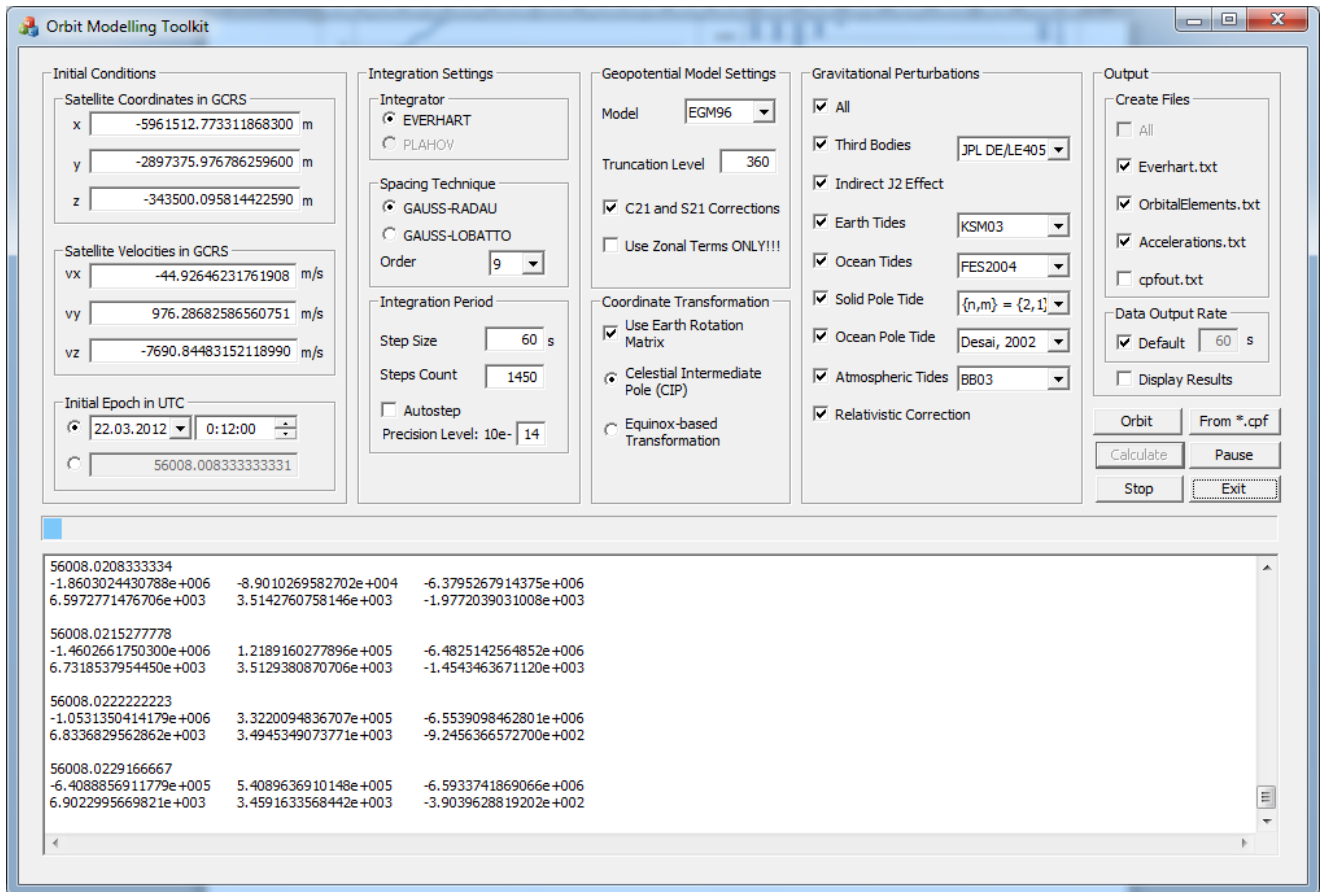 Orbit Modelling Toolkit
Initial Conditions
Satellite Coordinates in GCRS
x -5961512.773311868300 m
y -2897375.976786259600 m
z -343500.095814422590 m
Satellite Velocities in GCRS
vx -44.92646231761908 m/s
vy 976.28682586560751 m/s
vz -7690.84483152118990 m/s
Initial Epoch in UTC
22.03.2012 0:12:00
56008.008333333331
Integration Settings
Integrator
EVERHART
PLAHOV
Spacing Technique
GAUSS-RADAU
GAUSS-LOBATTO
Order 9
Integration Period
Step Size 60 s
Steps Count 1450
Autostep
Precision Level: 10e- 14
Geopotential Model Settings
Model EGM96
Truncation Level 360
C21 and S21 Corrections
Use Zonal Terms ONLY!!!
Coordinate Transformation
Use Earth Rotation
Matrix
Celestial Intermediate
Pole (CIP)
Equinox-based
Transformation
Gravitational Perturbations
All
Third Bodies JPL DE/LE405
Indirect J2 Effect
Earth Tides KSM03
Ocean Tides FES2004
Solid Pole Tide {n,m} = {2,1}
Ocean Pole Tide Desai, 2002
Atmospheric Tides BB03
Relativistic Correction
Output
Create Files
All
Everhart.txt
OrbitalElements.txt
Accelerations.txt
cpfout.txt
Data Output Rate
Default 60 s
Display Results
Orbit From *.cpf
Calculate Pause
Stop Exit
56008.0208333334
-1.8603024430788e+006 -8.9010269582702e+004 -6.3795267914375e+006
6.5972771476706e+003 3.5142760758146e+003 -1.9772039031008e+003
56008.0215277778
-1.4602661750300e+006 1.2189160277896e+005 -6.4825142564852e+006
6.7318537954450e+003 3.5129380870706e+003 -1.4543463671120e+003
56008.0222222223
-1.0531350414179e+006 3.3220094836707e+005 -6.5539098462801e+006
6.8336829562862e+003 3.4945349073771e+003 -9.2456366572700e+002
56008.0229166667
-6.4088856911779e+005 5.4089636910148e+005 -6.5933741869066e+006
6.9022995669821e+003 3.4591633568442e+003 -3.9039628819202e+002